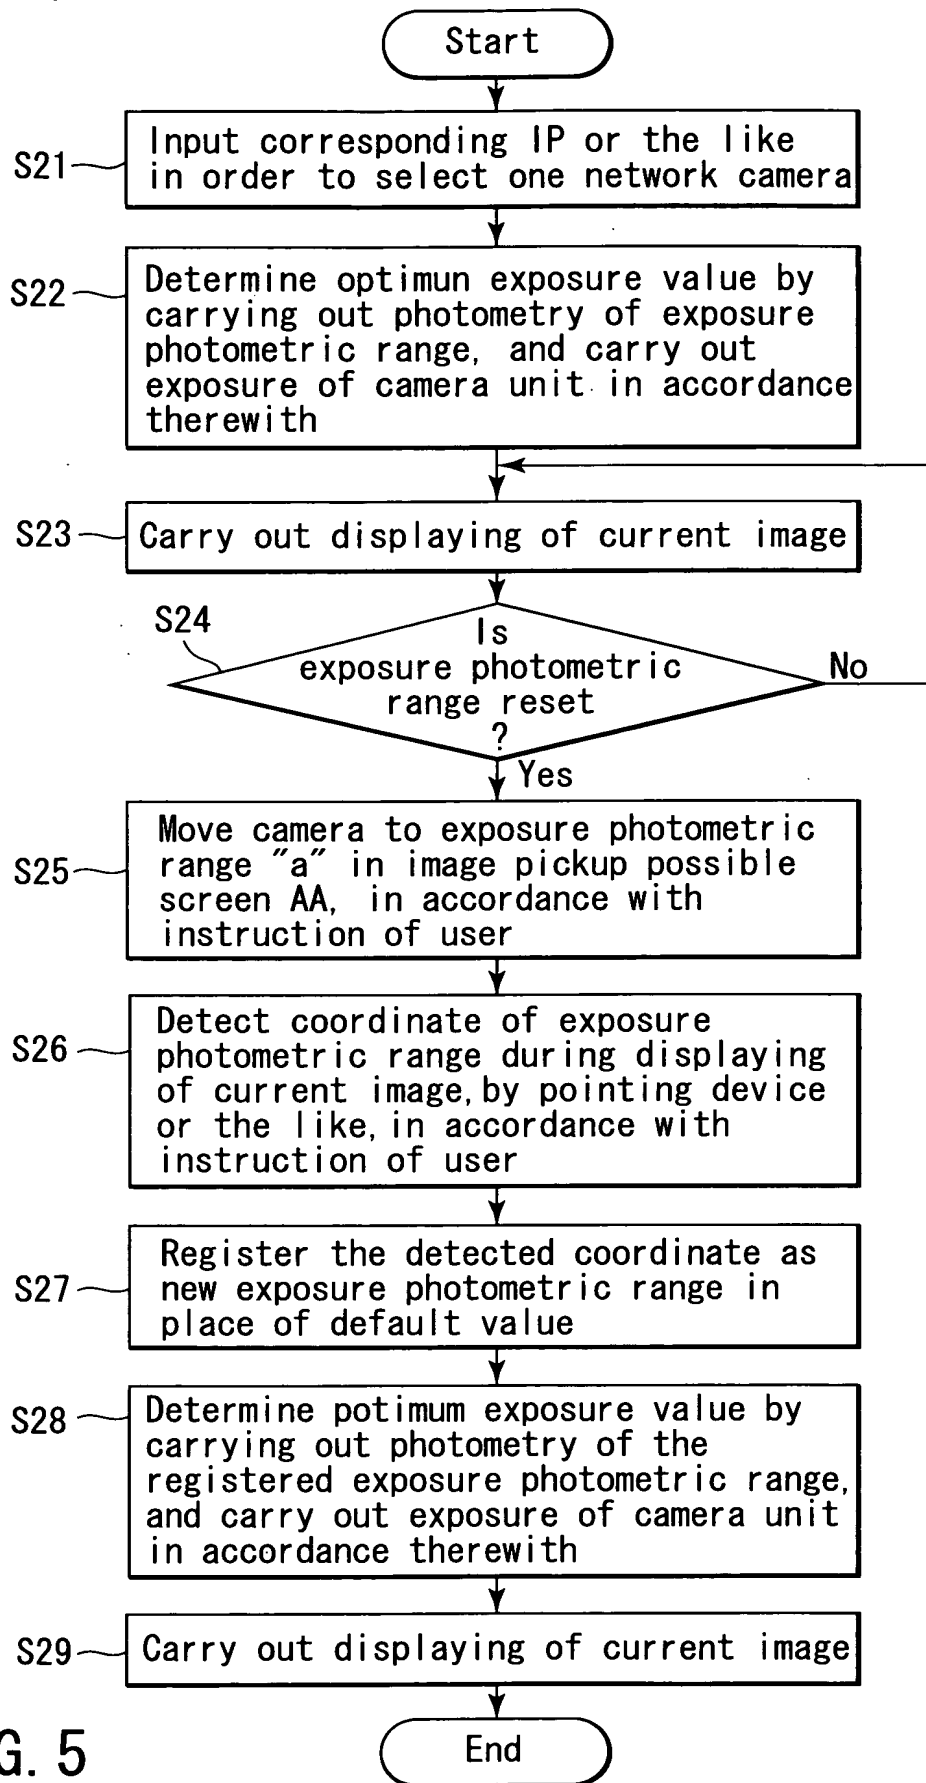 Start
S21
Input corresponding IP or the like
in order to select one network camera
S22
Determine optimun exposure value by
carrying out photometry of exposure
photometric range, and carry out
exposure of camera unit in accordance
therewith
S23
Carry out displaying of current image
S24
Is
exposure photometric
range reset
?
No
Yes
S25
Move camera to exposure photometric
range "a" in image pickup possible
screen AA, in accordance with
instruction of user
S26
Detect coordinate of exposure
photometric range during displaying
of current image, by pointing device
or the like, in accordance with
instruction of user
S27
Register the detected coordinate as
new exposure photometric range in
place of default value
S28
Determine potimum exposure value by
carrying out photometry of the
registered exposure photometric range,
and carry out exposure of camera unit
in accordance therewith
S29
Carry out displaying of current image
End
G. 5